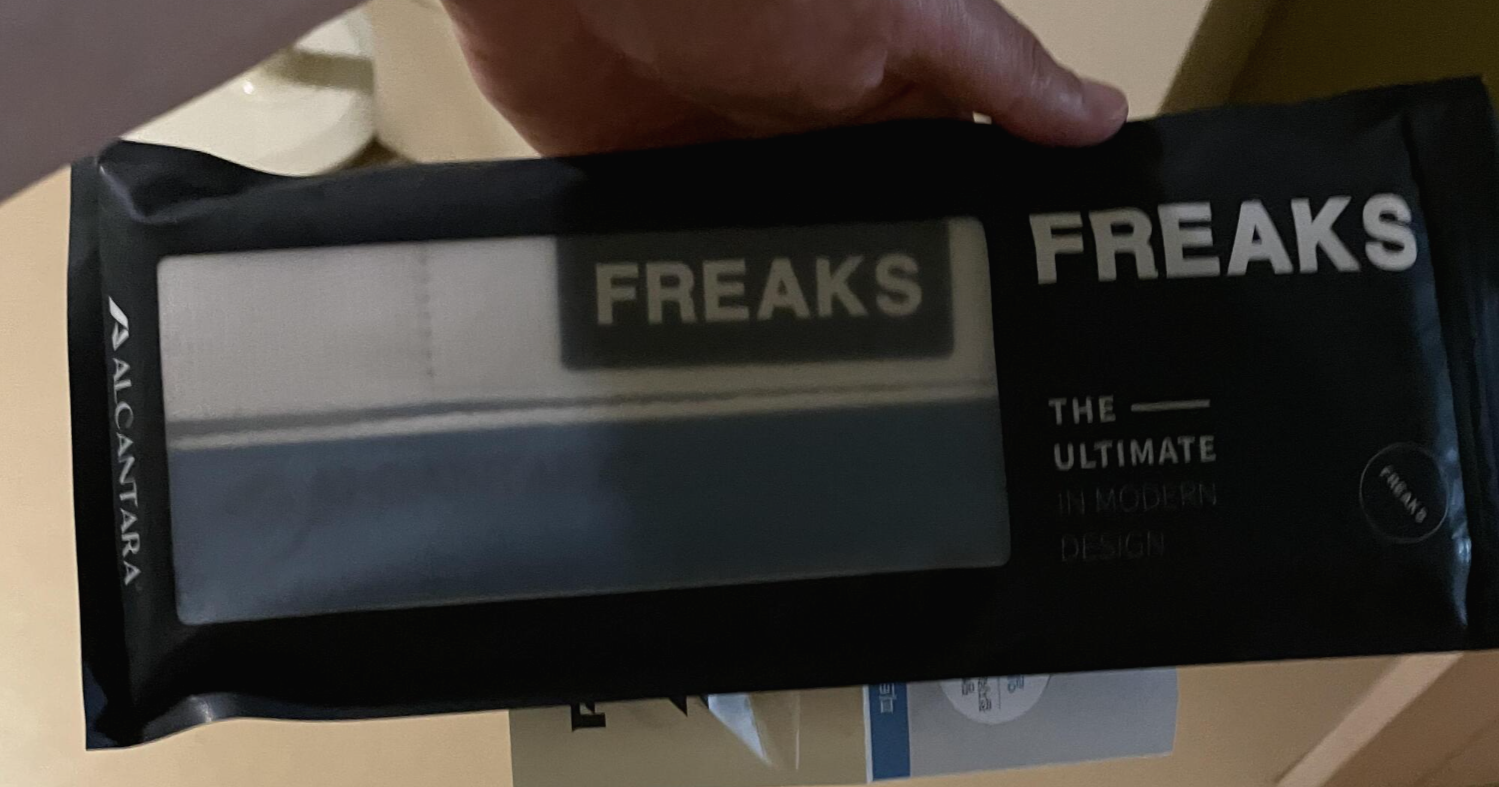 FREAKS
FREAKS
THE
ULTIMATE
IN MODERN
DESIGN
FREAKS
ALCANTARA